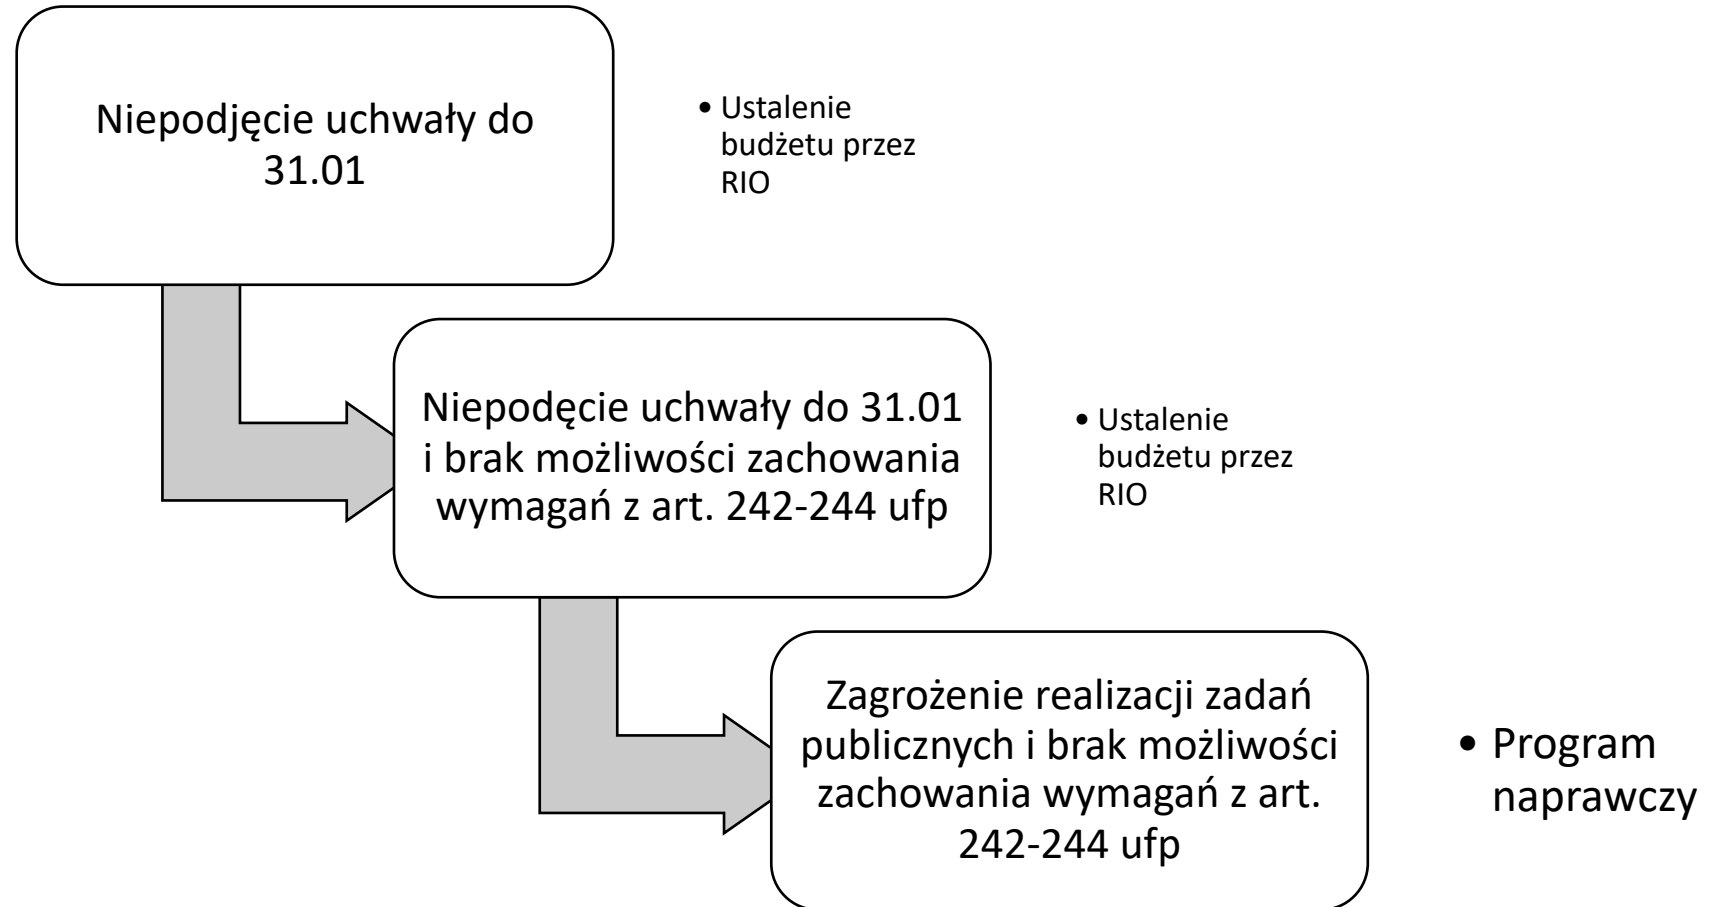 Niepodjęcie uchwały do
31.01
• Ustalenie
budżetu przez
RIO
Niepodęcie uchwały do 31.01
i brak możliwości zachowania
wymagań z art. 242-244 ufp
• Ustalenie
budżetu przez
RIO
Zagrożenie realizacji zadań
publicznych i brak możliwości
zachowania wymagań z art.
242-244 ufp
• Program
naprawczy